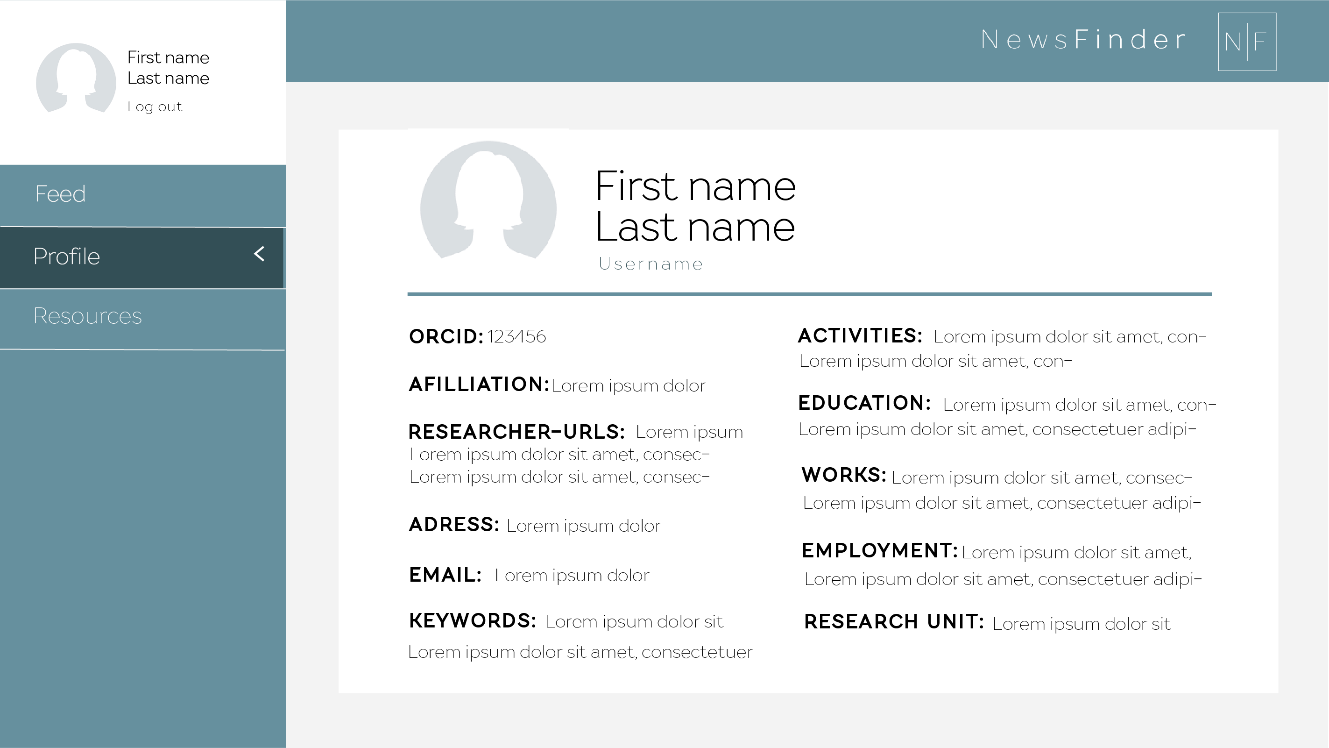 First name
Last name
Log out
NewsFinder N|F
Feed
Profile <
Resources
First name
Last name
Username
ORCID: 123456
AFILLIATION: Lorem ipsum dolor
RESEARCHER-URLS: Lorem ipsum
Lorem ipsum dolor sit amet, consec-
Lorem ipsum dolor sit amet, consec-
ADRESS: Lorem ipsum dolor
EMAIL: Lorem ipsum dolor
KEYWORDS: Lorem ipsum dolor sit
Lorem ipsum dolor sit amet, consectetuer
ACTIVITIES: Lorem ipsum dolor sit amet, con-
Lorem ipsum dolor sit amet, con-
EDUCATION: Lorem ipsum dolor sit amet, con-
Lorem ipsum dolor sit amet, consectetuer adipi-
WORKS: Lorem ipsum dolor sit amet, consec-
Lorem ipsum dolor sit amet, consectetuer adipi-
EMPLOYMENT: Lorem ipsum dolor sit amet,
Lorem ipsum dolor sit amet, consectetuer adipi-
RESEARCH UNIT: Lorem ipsum dolor sit